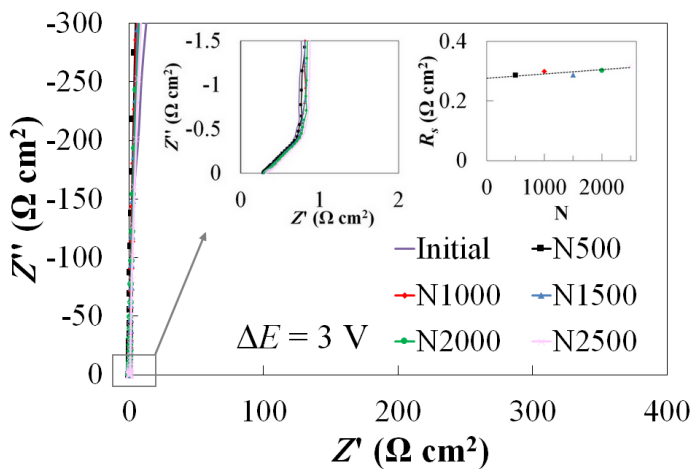 -300
-250
-200
-150
-100
-50
0
Z'' (Ω cm²)
0
100
200
300
400
Z' (Ω cm²)
-1.5
-1
-0.5
0
Z'' (Ω cm²)
0
1
2
Z' (Ω cm²)
0.4
0.2
0
R_s (Ω cm²)
0
1000
2000
N
Initial
N500
N1000
N1500
N2000
N2500
ΔE = 3 V